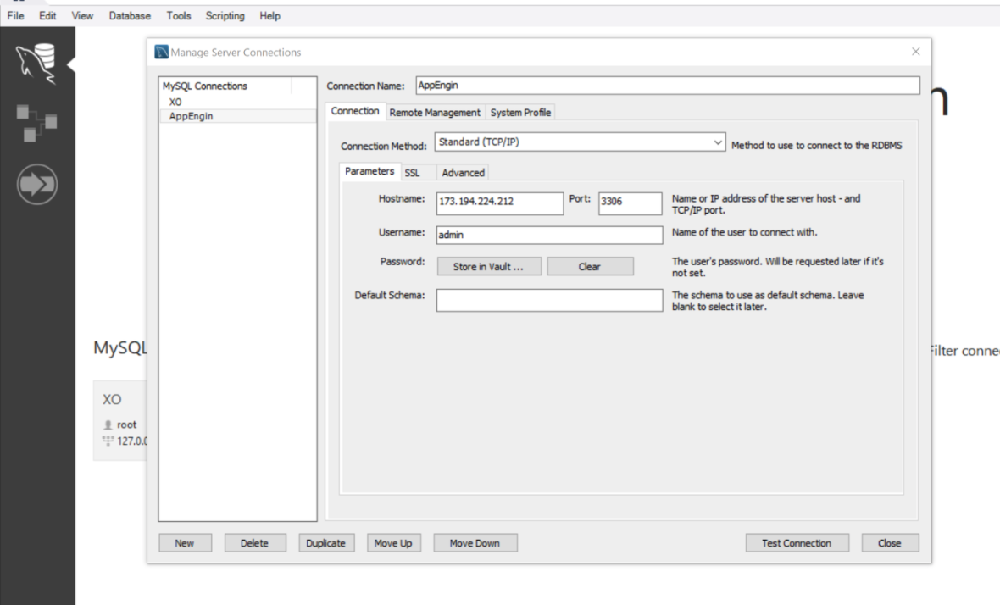 File Edit View Database Tools Scripting Help
Manage Server Connections
MySQL Connections
XO
AppEngin
Connection Name: AppEngin
Connection Remote Management System Profile
Connection Method: Standard (TCP/IP) Method to use to connect to the RDBMS
Parameters SSL Advanced
Hostname: 173.194.224.212 Port: 3306 Name or IP address of the server host - and
TCP/IP port.
Username: admin Name of the user to connect with.
Password: Store in Vault ... Clear The user's password. Will be requested later if it's
not set.
Default Schema: The schema to use as default schema. Leave
blank to select it later.
New Delete Duplicate Move Up Move Down Test Connection Close
n
MySQL
Filter conne
XO
root
127.0.0